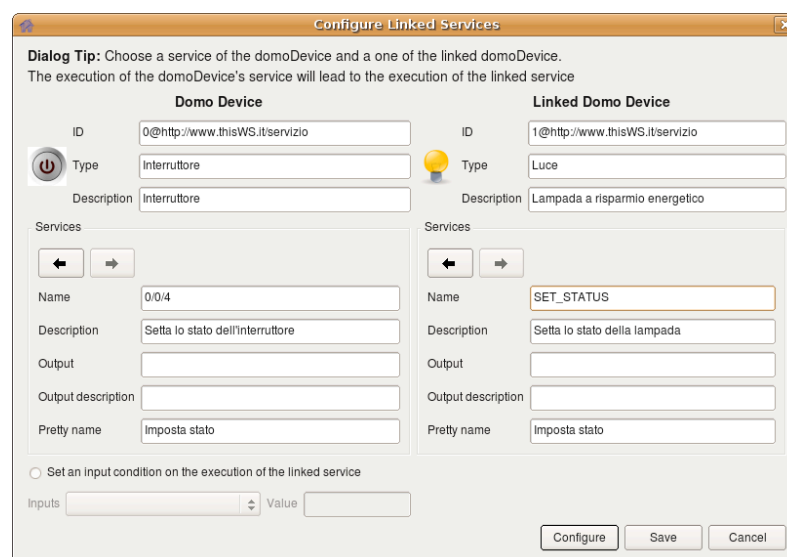 Configure Linked Services
Dialog Tip: Choose a service of the domoDevice and a one of the linked domoDevice.
The execution of the domoDevice's service will lead to the execution of the linked service
Domo Device
ID 0@http://www.thisWS.it/servizio
Type Interruttore
Description Interruttore
Services
Name 0/0/4
Description Setta lo stato dell'interruttore
Output
Output description
Pretty name Imposta stato
Linked Domo Device
ID 1@http://www.thisWS.it/servizio
Type Luce
Description Lampada a risparmio energetico
Services
Name SET_STATUS
Description Setta lo stato della lampada
Output
Output description
Pretty name Imposta stato
Set an input condition on the execution of the linked service
Inputs Value
Configure Save Cancel